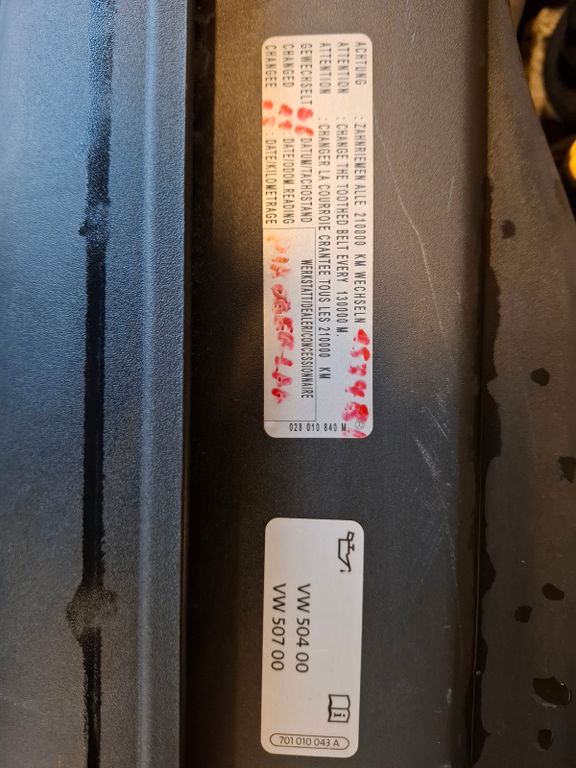 ACHTUNG : ZAHNRIEMEN ALLE 210000 KM WECHSELN
ATTENTION : CHANGE THE TOOTHED BELT EVERY 130000 M.
ATTENTION : CHANGER LA COURROIE CRANTEE TOUS LES 210000 KM
GEWECHSELT DATUM/TACHOSTAND
CHANGED DATE/ODOM.READING
CHANGEE : DATE/KILOMETRAGE
WERKSTATT/DEALER/CONCESSIONNAIRE
028 010 840 M
VW 504 00
VW 507 00
701 010 043 A